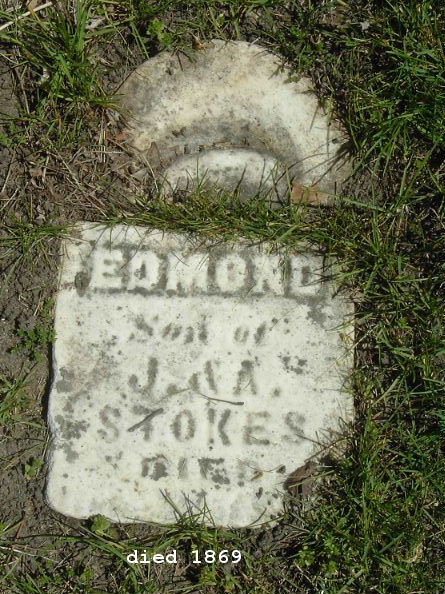 EDMOND
Son of
J. & A.
STOKES
DIED
died 1869